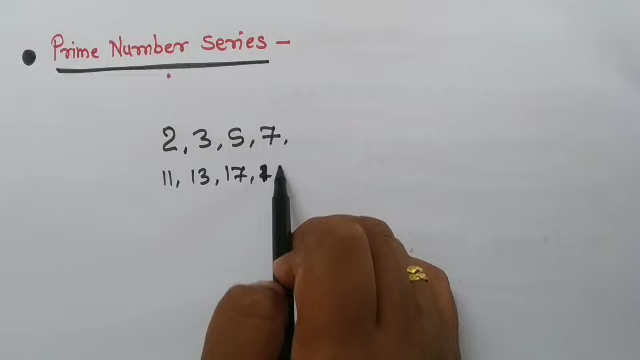 Prime Number Series -
2, 3, 5, 7,
11, 13, 17,